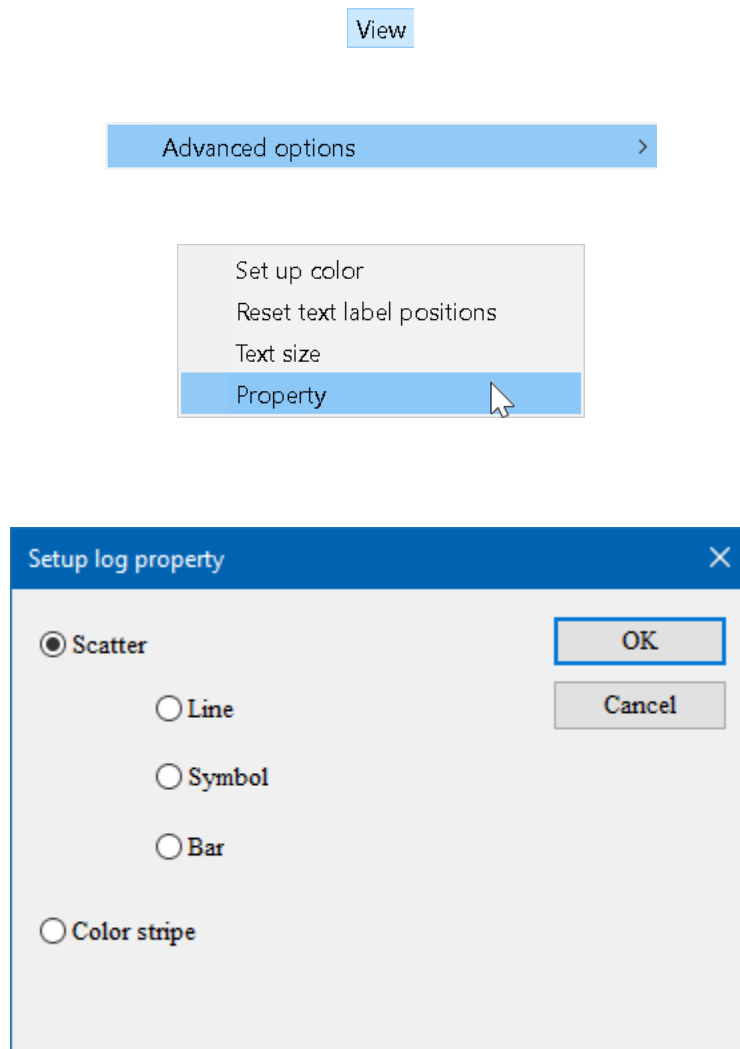 View
Advanced options
Set up color
Reset text label positions
Text size
Property
Setup log property
Scatter
OK
Line
Cancel
Symbol
Bar
Color stripe